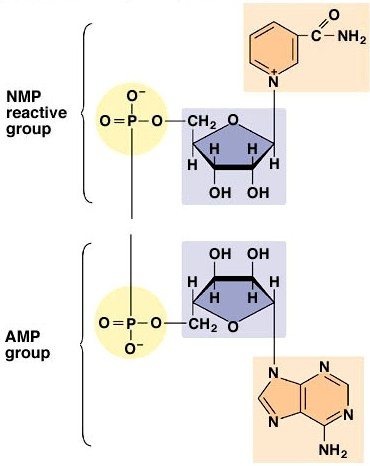 O
C
NH2
N+
NMP
reactive
group
O−
O=P–O
CH2
O
H
H
H
H
OH
OH
AMP
group
OH
OH
H
H
H
H
O=P–O
CH2
O
O−
N
N
N
N
NH2